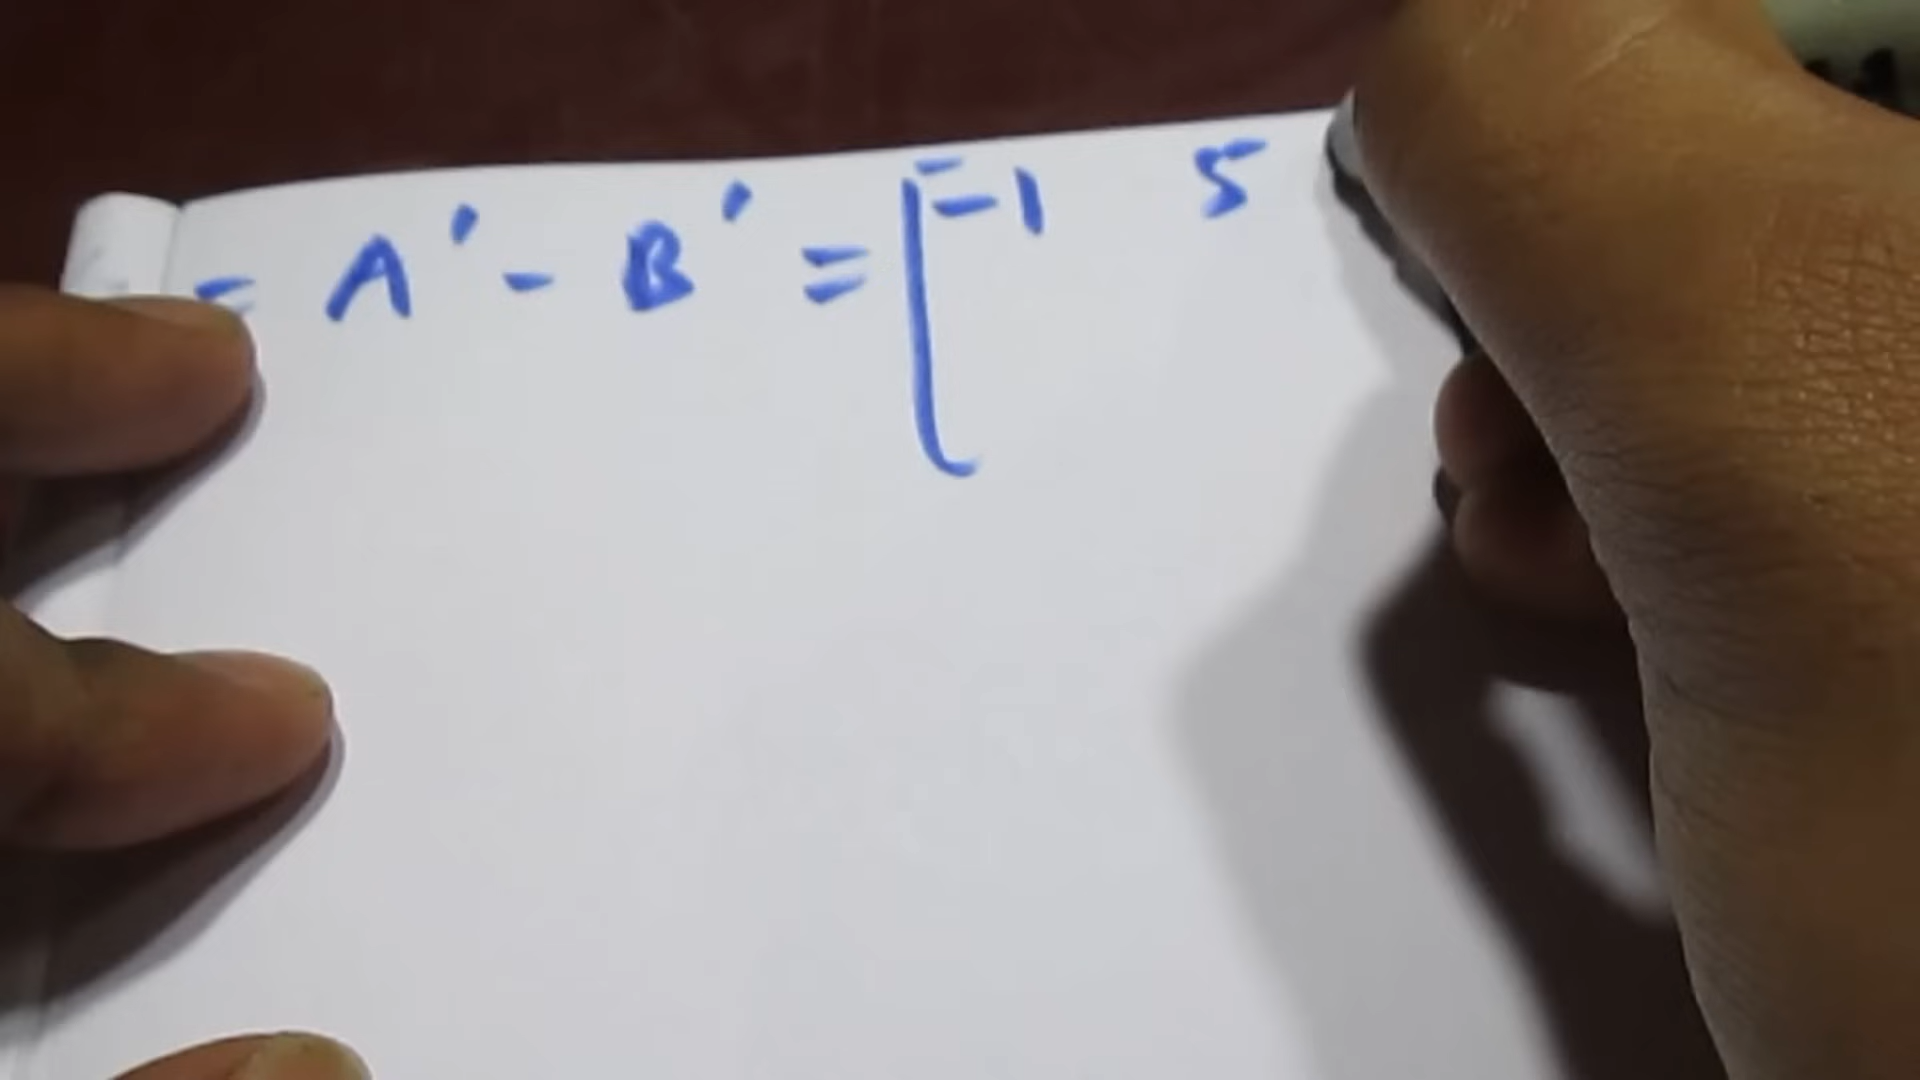 = A' - B' = [ -1 5